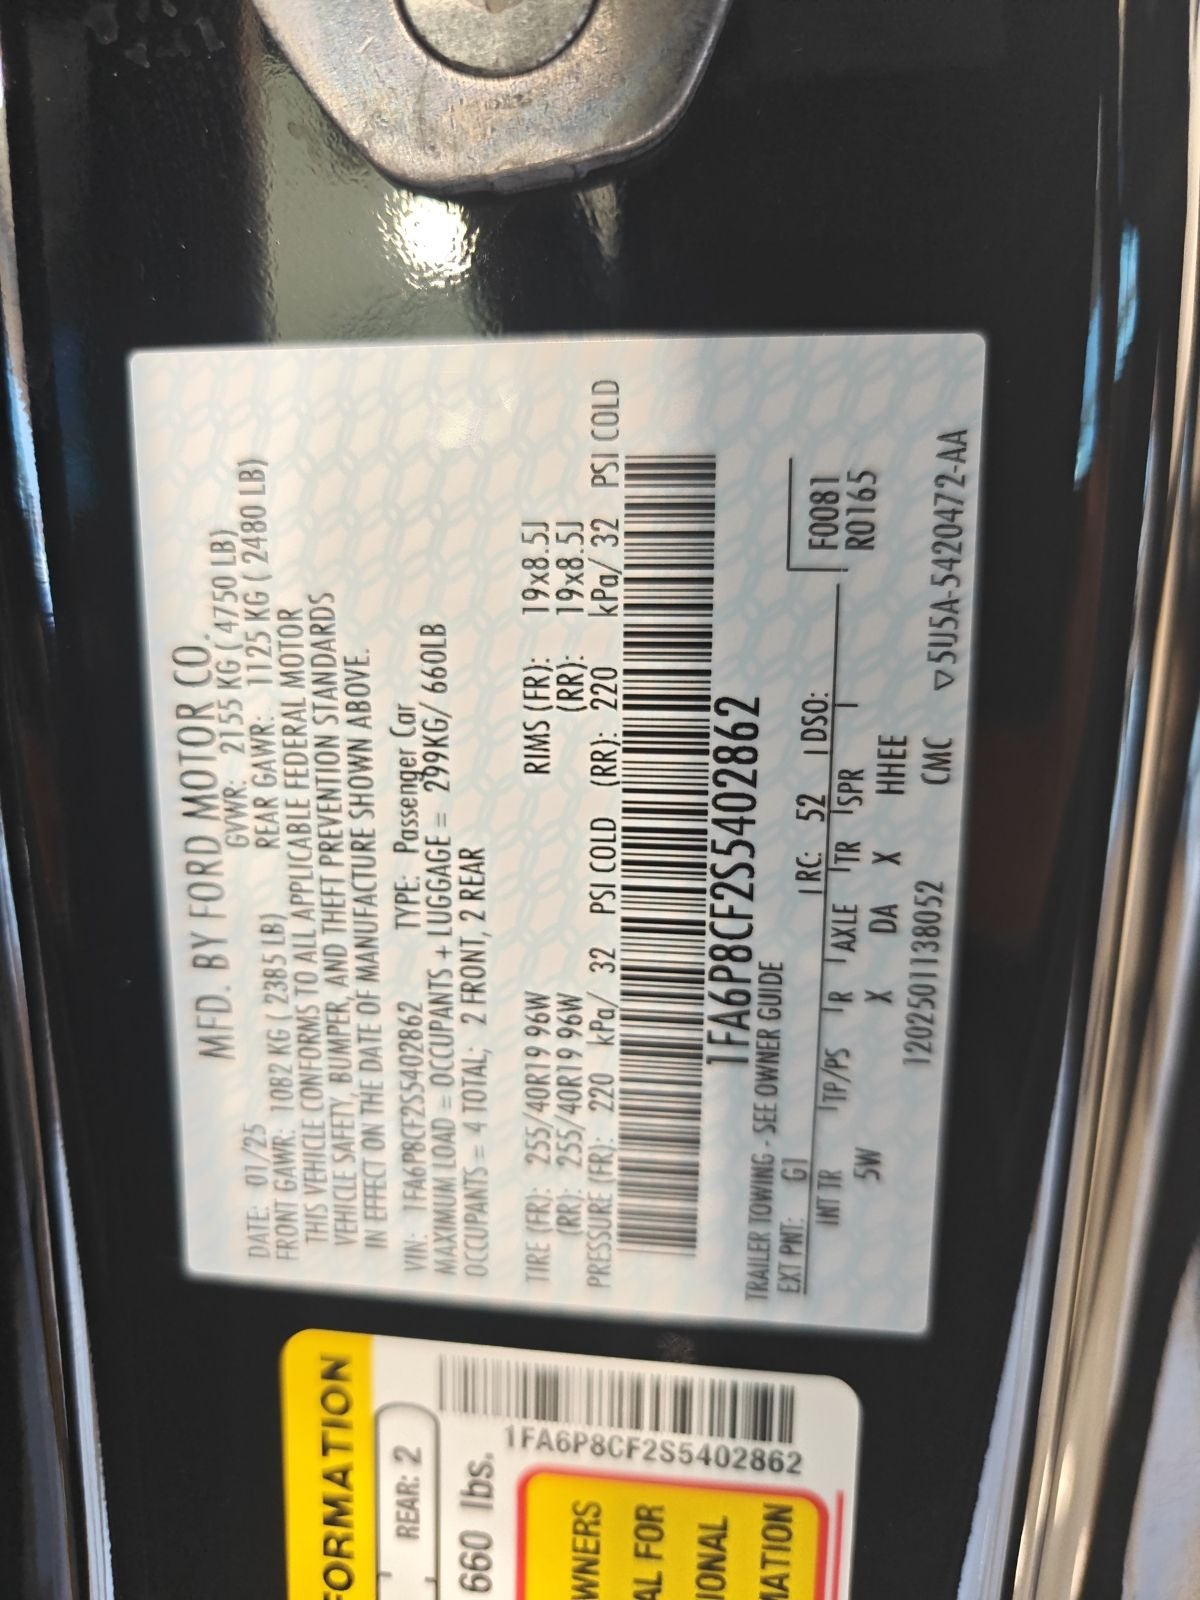 MFD. BY FORD MOTOR CO.
DATE: 01/25 GVWR: 2155 KG ( 4750 LB)
FRONT GAWR: 1082 KG ( 2385 LB) REAR GAWR: 1125 KG ( 2480 LB)
THIS VEHICLE CONFORMS TO ALL APPLICABLE FEDERAL MOTOR
VEHICLE SAFETY, BUMPER, AND THEFT PREVENTION STANDARDS
IN EFFECT ON THE DATE OF MANUFACTURE SHOWN ABOVE.
VIN: 1FA6P8CF2S5402862 TYPE: Passenger Car
MAXIMUM LOAD = OCCUPANTS + LUGGAGE = 299KG/ 660LB
OCCUPANTS = 4 TOTAL; 2 FRONT, 2 REAR
TIRE (FR): 255/40R19 96W RIMS (FR): 19x8.5J
(RR): 255/40R19 96W (RR): 19x8.5J
PRESSURE (FR): 220 kPa/ 32 PSI COLD (RR): 220 kPa/ 32 PSI COLD
1FA6P8CF2S5402862
TRAILER TOWING - SEE OWNER GUIDE
EXT PNT: G1 RC: 52 DSO: F0081
INT TR TP/PS R AXLE TR SPR R0165
5W X DA X HHEE
12025011380​52 CMC ▽5U5A-5420472-AA
FORMATION
REAR: 2
660 lbs.
1FA6P8CF2S5402862
WNERS
AL FOR
IONAL
MATION